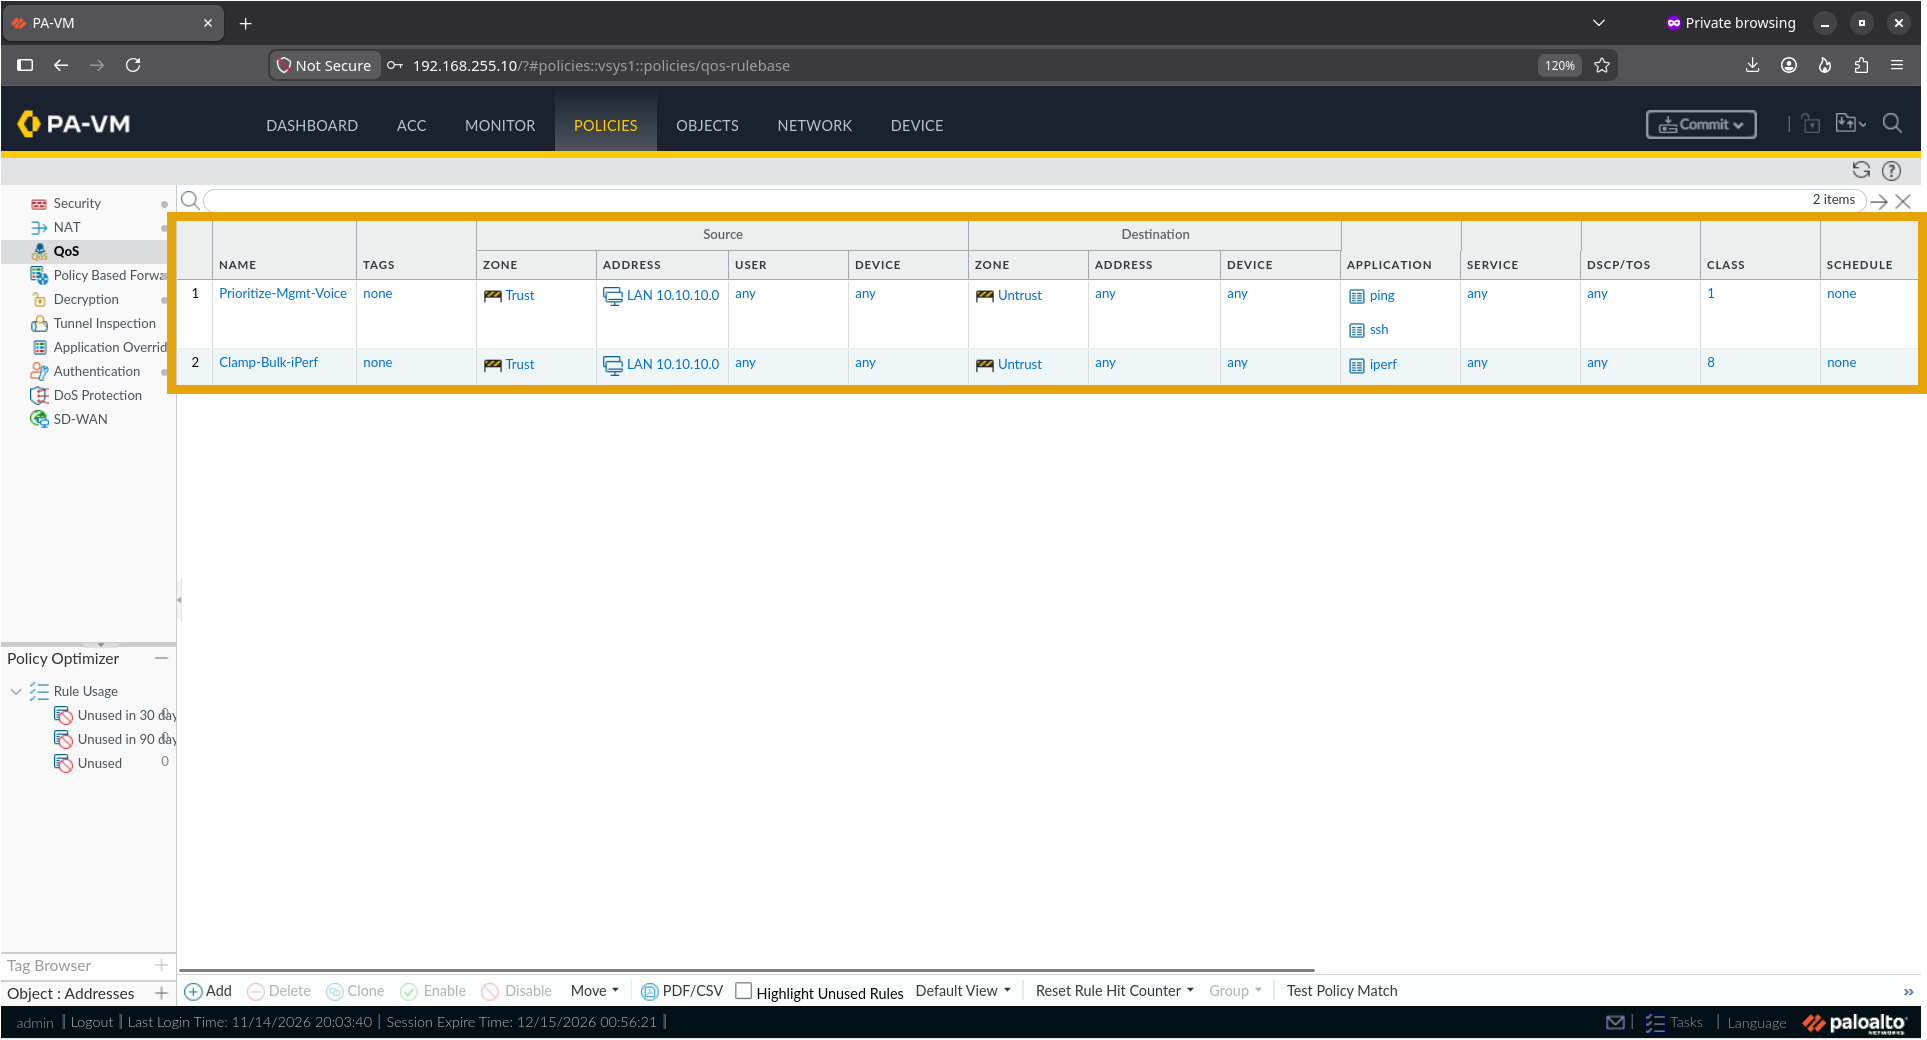 PA-VM
Private browsing
Not Secure 192.168.255.10/?#policies::vsys1::policies/qos-rulebase 120%
PA-VM DASHBOARD ACC MONITOR POLICIES OBJECTS NETWORK DEVICE Commit
Security
NAT
QoS
Policy Based Forwa
Decryption
Tunnel Inspection
Application Overrid
Authentication
DoS Protection
SD-WAN
2 items
Source Destination
NAME TAGS ZONE ADDRESS USER DEVICE ZONE ADDRESS DEVICE APPLICATION SERVICE DSCP/TOS CLASS SCHEDULE
1 Prioritize-Mgmt-Voice none Trust LAN 10.10.10.0 any any Untrust any any ping any any 1 none
ssh
2 Clamp-Bulk-iPerf none Trust LAN 10.10.10.0 any any Untrust any any iperf any any 8 none
Policy Optimizer
Rule Usage
Unused in 30 day 0
Unused in 90 day 0
Unused 0
Tag Browser
Object : Addresses
Add Delete Clone Enable Disable Move PDF/CSV Highlight Unused Rules Default View Reset Rule Hit Counter Group Test Policy Match
admin | Logout | Last Login Time: 11/14/2026 20:03:40 | Session Expire Time: 12/15/2026 00:56:21 |
Tasks | Language paloalto
NETWORKS